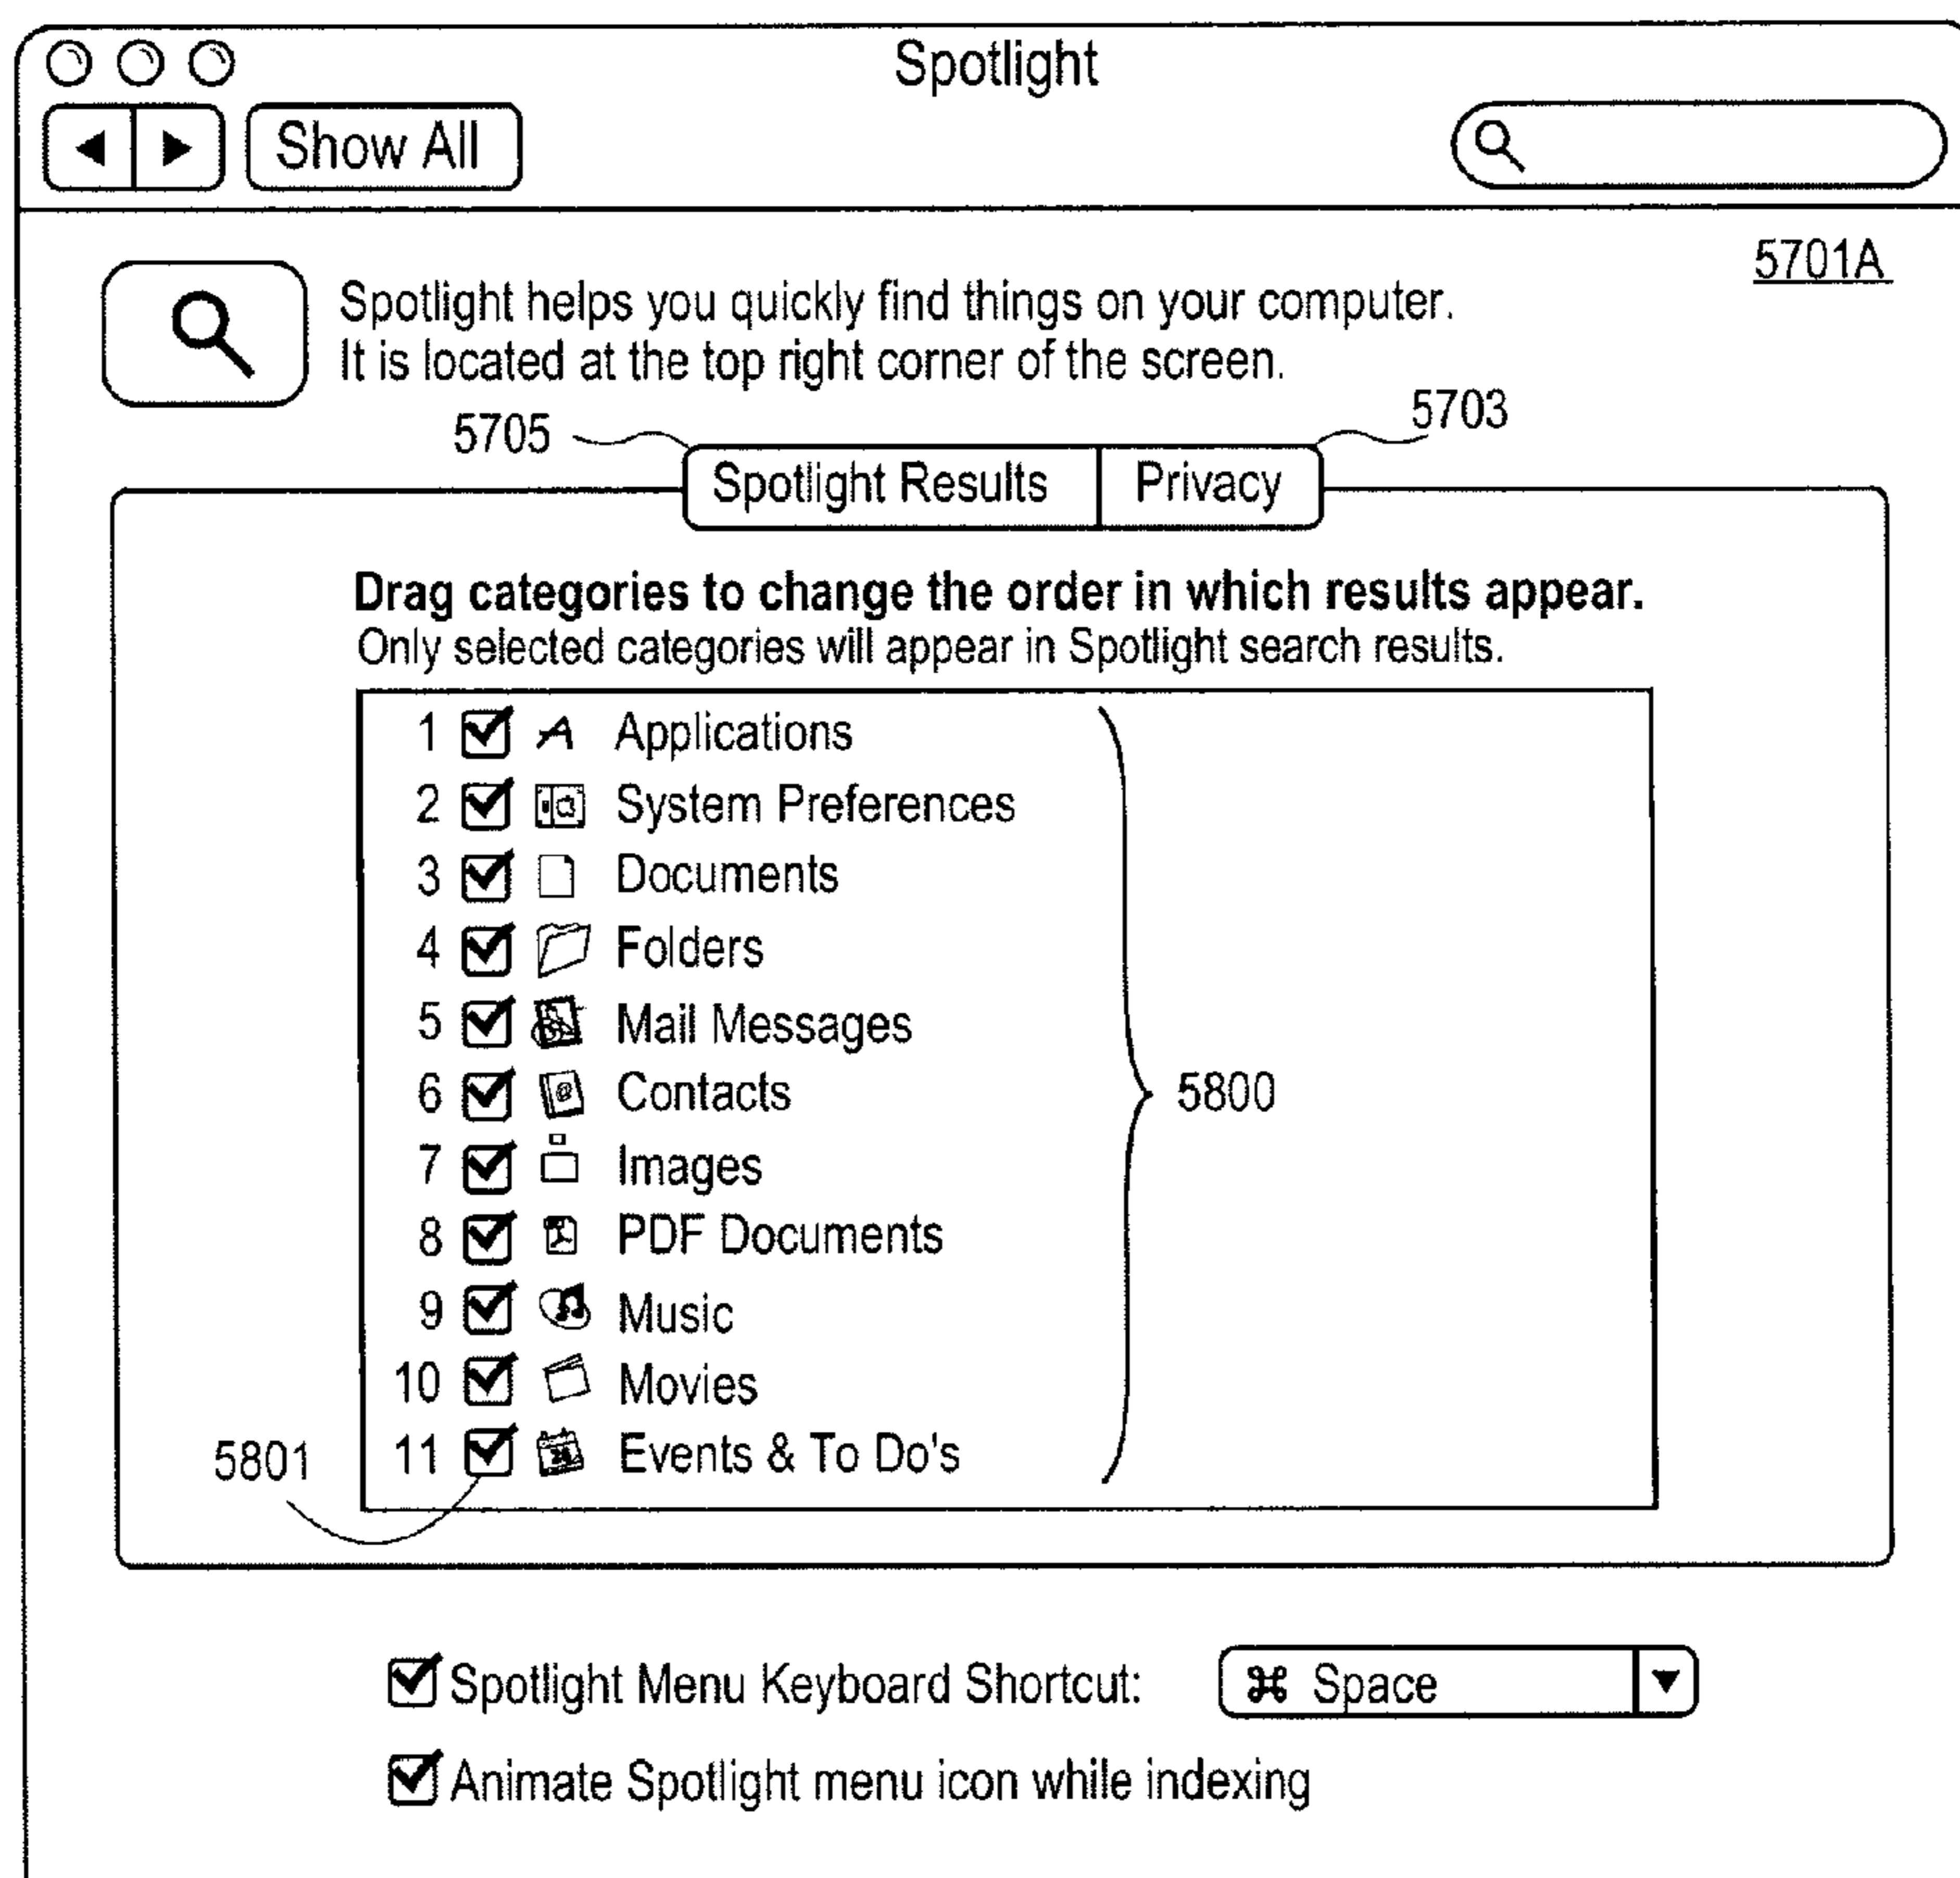 Spotlight
Show All
5701A
Spotlight helps you quickly find things on your computer.
It is located at the top right corner of the screen.
5705
5703
Spotlight Results
Privacy
Drag categories to change the order in which results appear.
Only selected categories will appear in Spotlight search results.
1 Applications
2 System Preferences
3 Documents
4 Folders
5 Mail Messages
6 Contacts
7 Images
8 PDF Documents
9 Music
10 Movies
11 Events & To Do's
5800
5801
Spotlight Menu Keyboard Shortcut:
⌘ Space
Animate Spotlight menu icon while indexing